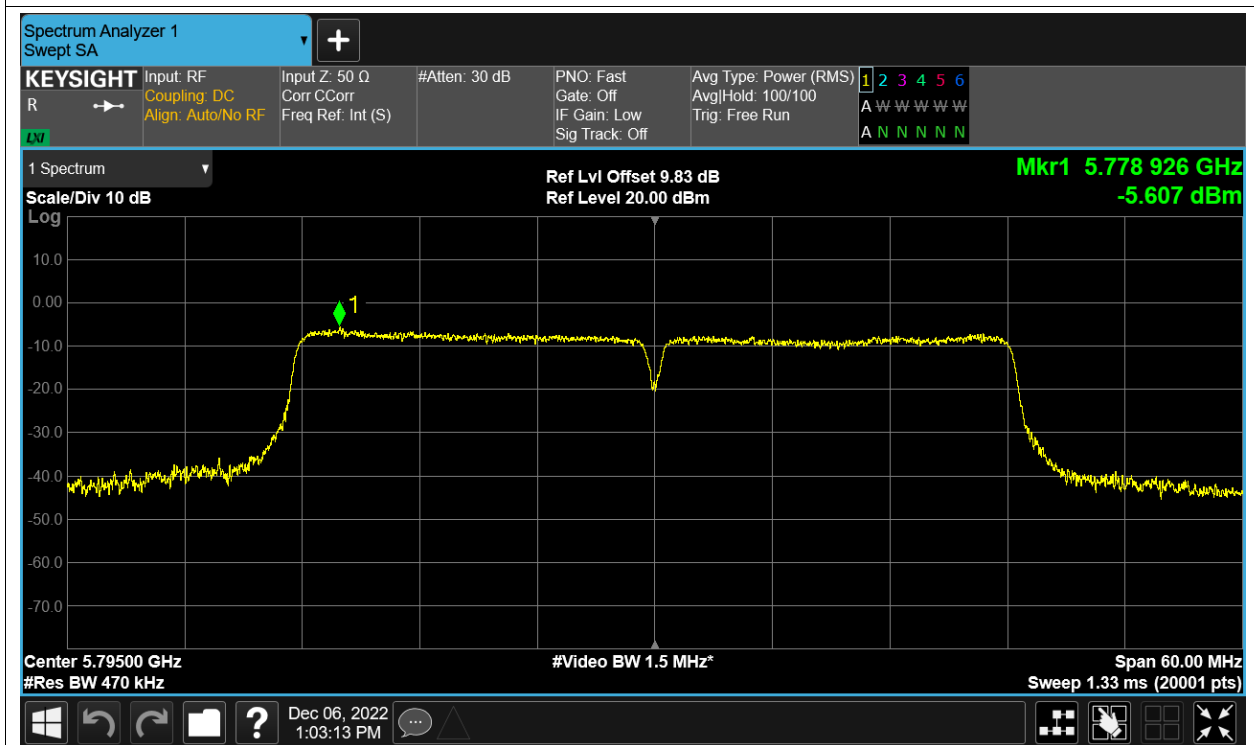 Spectrum Analyzer 1
Swept SA
+
KEYSIGHT
R
LXI
Input: RF
Coupling: DC
Align: Auto/No RF
Input Z: 50 Ω
Corr CCorr
Freq Ref: Int (S)
#Atten: 30 dB
PNO: Fast
Gate: Off
IF Gain: Low
Sig Track: Off
Avg Type: Power (RMS)
Avg|Hold: 100/100
Trig: Free Run
1 2 3 4 5 6
A W W W W W
A N N N N N
1 Spectrum
Scale/Div 10 dB
Ref Lvl Offset 9.83 dB
Ref Level 20.00 dBm
Mkr1 5.778 926 GHz
-5.607 dBm
Log
10.0
0.00
-10.0
-20.0
-30.0
-40.0
-50.0
-60.0
-70.0
1
Center 5.79500 GHz
#Res BW 470 kHz
#Video BW 1.5 MHz*
Span 60.00 MHz
Sweep 1.33 ms (20001 pts)
?
Dec 06, 2022
1:03:13 PM